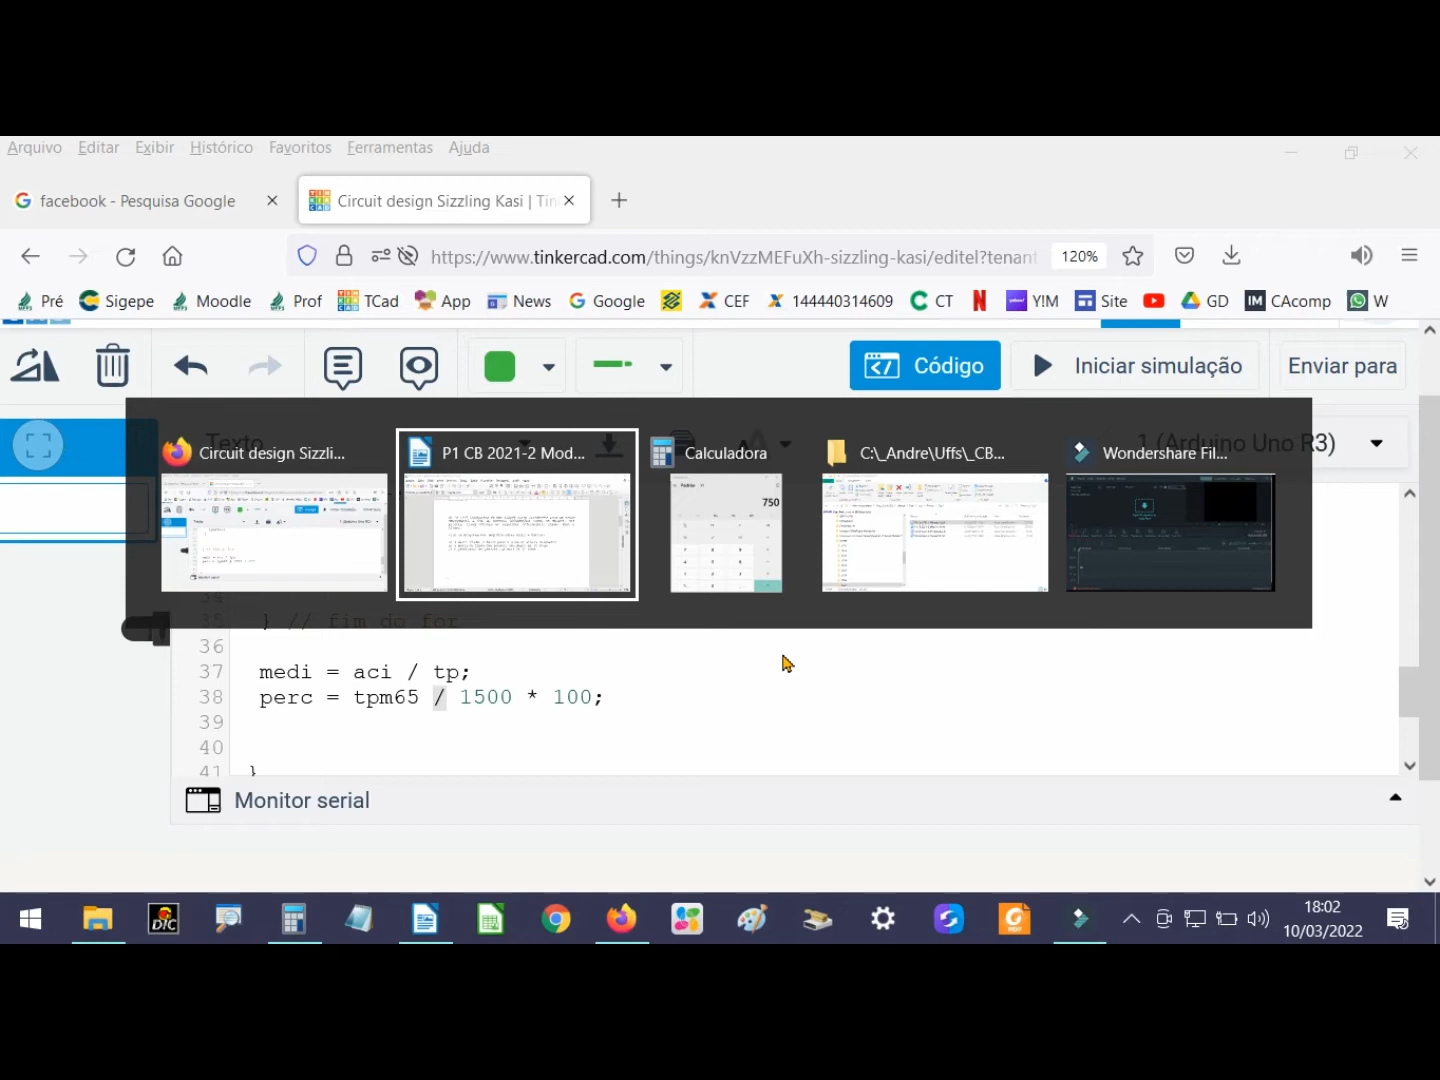 Arquivo Editar Exibir Histórico Favoritos Ferramentas Ajuda
facebook - Pesquisa Google
Circuit design Sizzling Kasi | Tin
https://www.tinkercad.com/things/knVzzMEFuXh-sizzling-kasi/editel?tenant
120%
Pré Sigepe Moodle Prof TCad App News Google CEF 144440314609 CT Y!M Site GD CAcomp W
Código Iniciar simulação Enviar para
Texto
1 (Arduino Uno R3)
Circuit design Sizzli...
P1 CB 2021-2 Mod...
Calculadora
C:\_Andre\Uffs\_CB...
Wondershare Fil...
750
34
35 } // fim do for
36
37 medi = aci / tp;
38 perc = tpm65 / 1500 * 100;
39
40
41 }
Monitor serial
18:02
10/03/2022